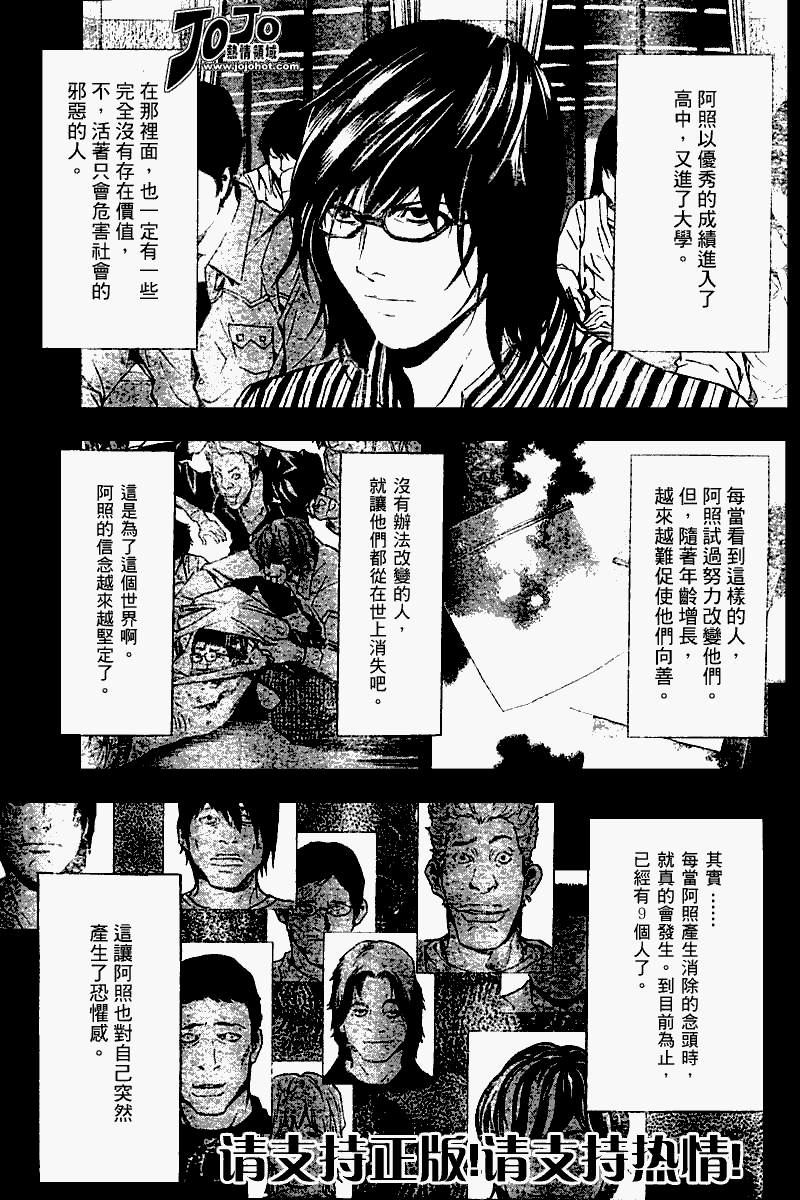 JOJO
熱情領域
www.jojohot.com
阿照以優秀的成績進入了
高中，又進了大學。
在那裡面，也一定有一些
完全沒有存在價值，
不，活著只會危害社會的
邪惡的人。
每當看到這樣的人，
阿照試過努力改變他們。
但，隨著年齡增長，
越來越難促使他們向善。
沒有辦法改變的人，
就讓他們都從在世上消失吧。
這是為了這個世界啊。
阿照的信念越來越堅定了。
其實……
每當阿照產生消除的念頭時，
就真的會發生。到目前為止，
已經有9個人了。
這讓阿照也對自己突然
產生了恐懼感。
请支持正版!请支持热情!